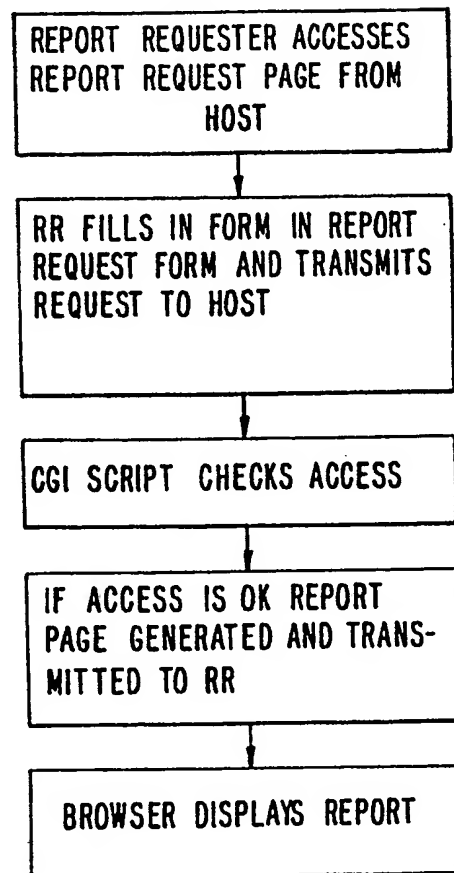 REPORT REQUESTER ACCESSES
REPORT REQUEST PAGE FROM
HOST
RR FILLS IN FORM IN REPORT
REQUEST FORM AND TRANSMITS
REQUEST TO HOST
CGI SCRIPT CHECKS ACCESS
IF ACCESS IS OK REPORT
PAGE GENERATED AND TRANS-
MITTED TO RR
BROWSER DISPLAYS REPORT